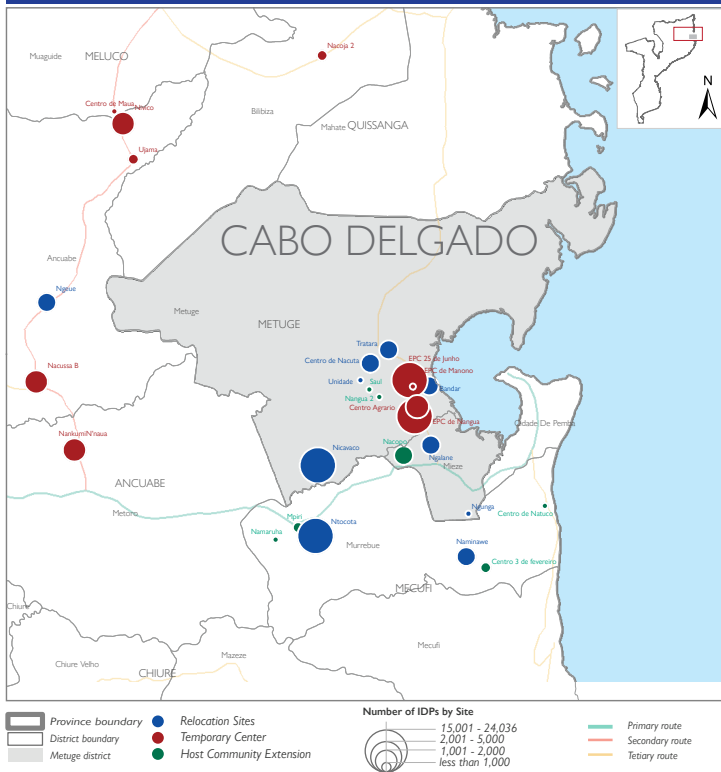 Nacoja 2
Muaguide
MELUCO
Centro de Maua
Nivico
Bilibiza
Mahate
QUISSANGA
N
Ujama
CABO DELGADO
Ancuabe
Ngeue
Metuge
METUGE
Tratara
EPC 25 de Junho
Centro de Nacuta
EPC de Manono
Unidade
Saul
Bandar
Nacussa B
Nangua 2
Centro Agrario
EPC de Nangua
Cidade De Pemba
NankumiN'naua
Nacopo
Nicavaco
Ngalane
Mieze
ANCUABE
Metoro
Ngunga
Centro de Natuco
Mpiri
Ntocota
Namaruha
Murrebue
Naminawe
Centro 3 de fevereiro
MECUFI
Chiure
Mecufi
Mazeze
Chiure Velho
CHIURE
Province boundary
District boundary
Metuge district
Relocation Sites
Temporary Center
Host Community Extension
Number of IDPs by Site
15,001 - 24,036
2,001 - 5,000
1,001 - 2,000
less than 1,000
Primary route
Secondary route
Tetiary route